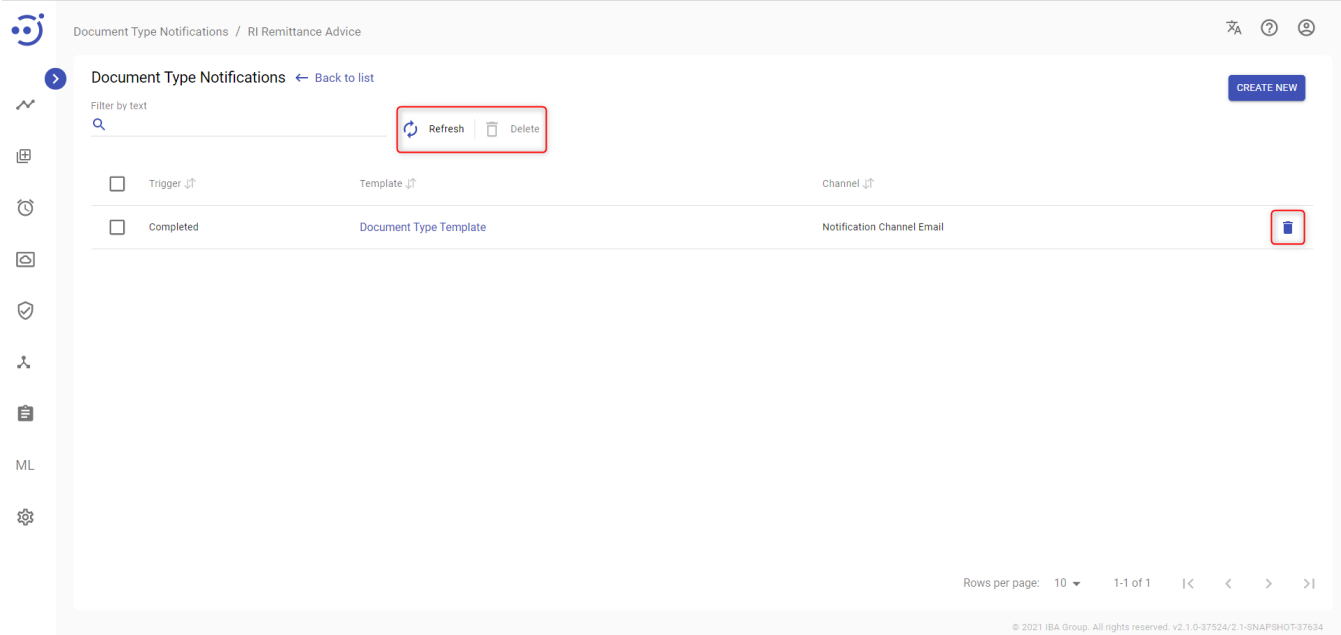 Document Type Notifications / RI Remittance Advice
Document Type Notifications ← Back to list
CREATE NEW
Filter by text
Refresh Delete
Trigger Template Channel
Completed Document Type Template Notification Channel Email
ML
Rows per page: 10 1-1 of 1
© 2021 IBA Group. All rights reserved. v2.1.0-37524/2.1-SNAPSHOT-37634